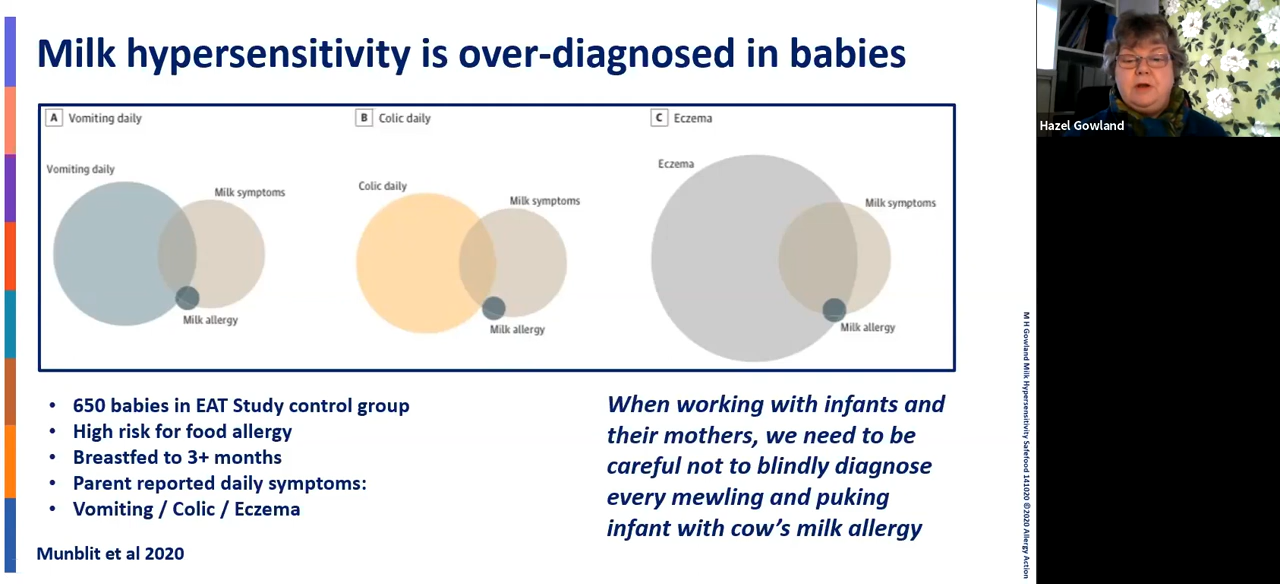 Milk hypersensitivity is over-diagnosed in babies
A Vomiting daily
B Colic daily
C Eczema
Vomiting daily
Milk symptoms
Milk allergy
Colic daily
Milk symptoms
Milk allergy
Eczema
Milk symptoms
Milk allergy
• 650 babies in EAT Study control group
• High risk for food allergy
• Breastfed to 3+ months
• Parent reported daily symptoms:
• Vomiting / Colic / Eczema
Munblit et al 2020
When working with infants and
their mothers, we need to be
careful not to blindly diagnose
every mewling and puking
infant with cow's milk allergy
M H Gowland Milk Hypersensitivity Safefood 141020 ©2020 Allergy Action
Hazel Gowland